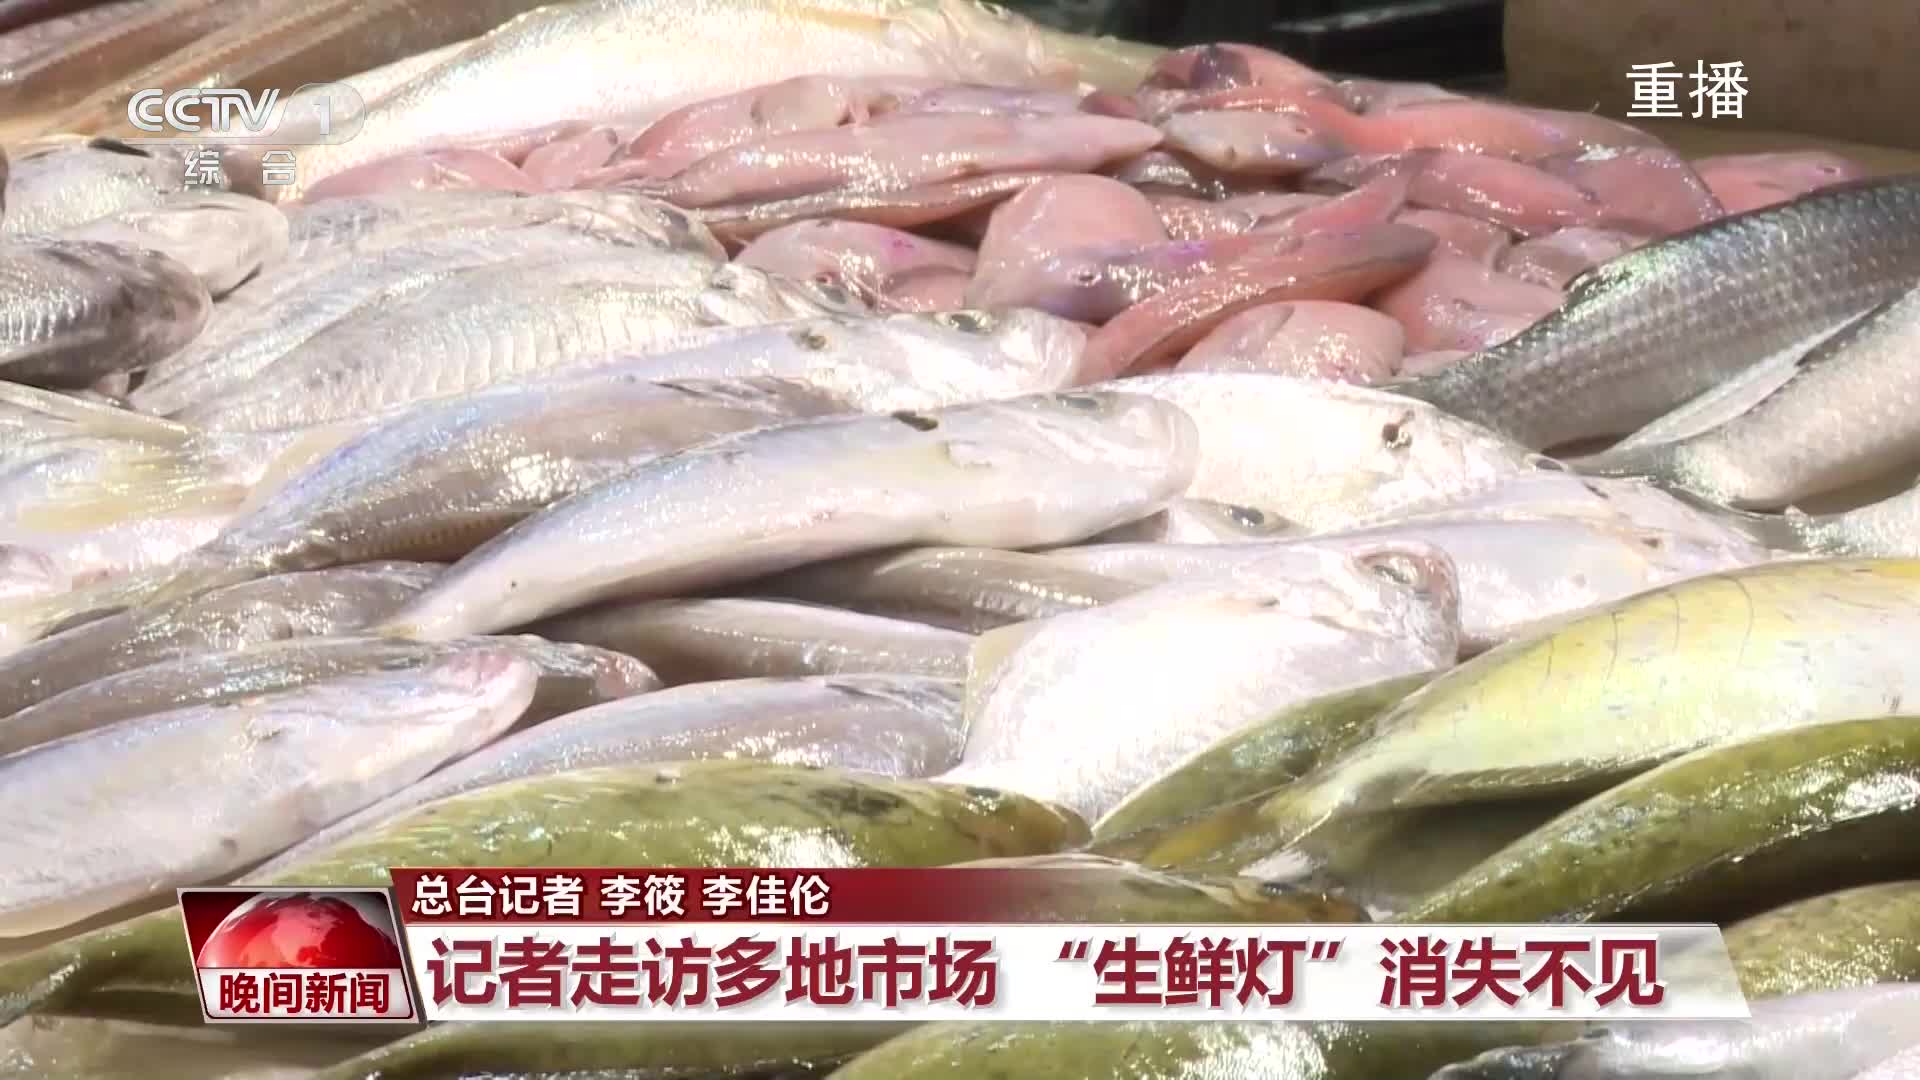 CCTV 1
综合
重播
总台记者 李筱 李佳伦
记者走访多地市场 “生鲜灯”消失不见
晚间新闻